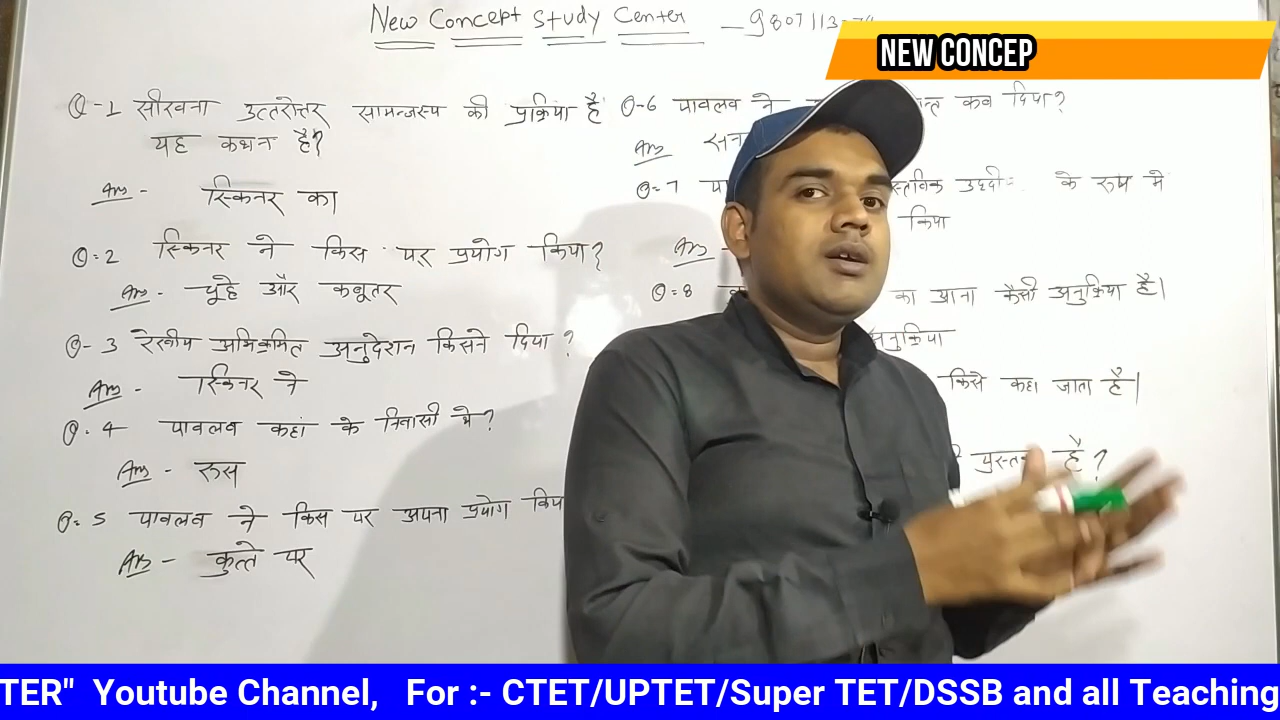 New Concept Study Center
NEW CONCEP
Q-1 सीखना उत्तरोत्तर सामन्जस्य की प्रक्रिया है
यह कथन है?
Ans - स्किनर का
Q=2 स्किनर ने किस पर प्रयोग किया?
Ans - चूहे और कबूतर
Q-3 रेखीय अभिक्रमित अनुदेशन किसने दिया?
Ans - स्किनर ने
Q.4 पावलव कहां के निवासी थे?
Ans - रूस
Q=5 पावलव ने किस पर अपना प्रयोग
Ans - कुत्ते पर
Q-6 पावलव ने कब दिया?
Ans सन
Q=7 के रूप में
किया
Ans -
Q=8 का आना कैसी अनुक्रिया है|
अनुक्रिया
किसे कहा जाता है|
है?
TER" Youtube Channel, For :- CTET/UPTET/Super TET/DSSB and all Teaching